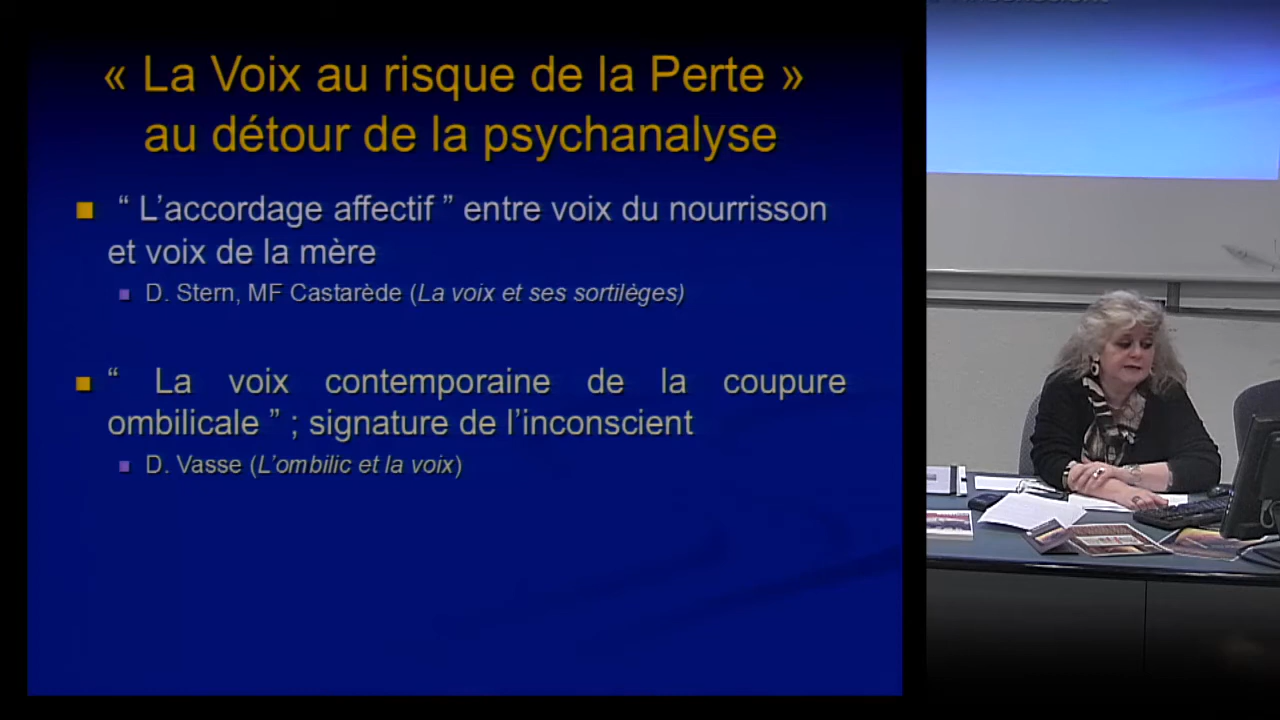 « La Voix au risque de la Perte »
au détour de la psychanalyse
“ L’accordage affectif ” entre voix du nourrisson
et voix de la mère
D. Stern, MF Castarède (La voix et ses sortilèges)
“ La voix contemporaine de la coupure
ombilicale ” ; signature de l’inconscient
D. Vasse (L’ombilic et la voix)